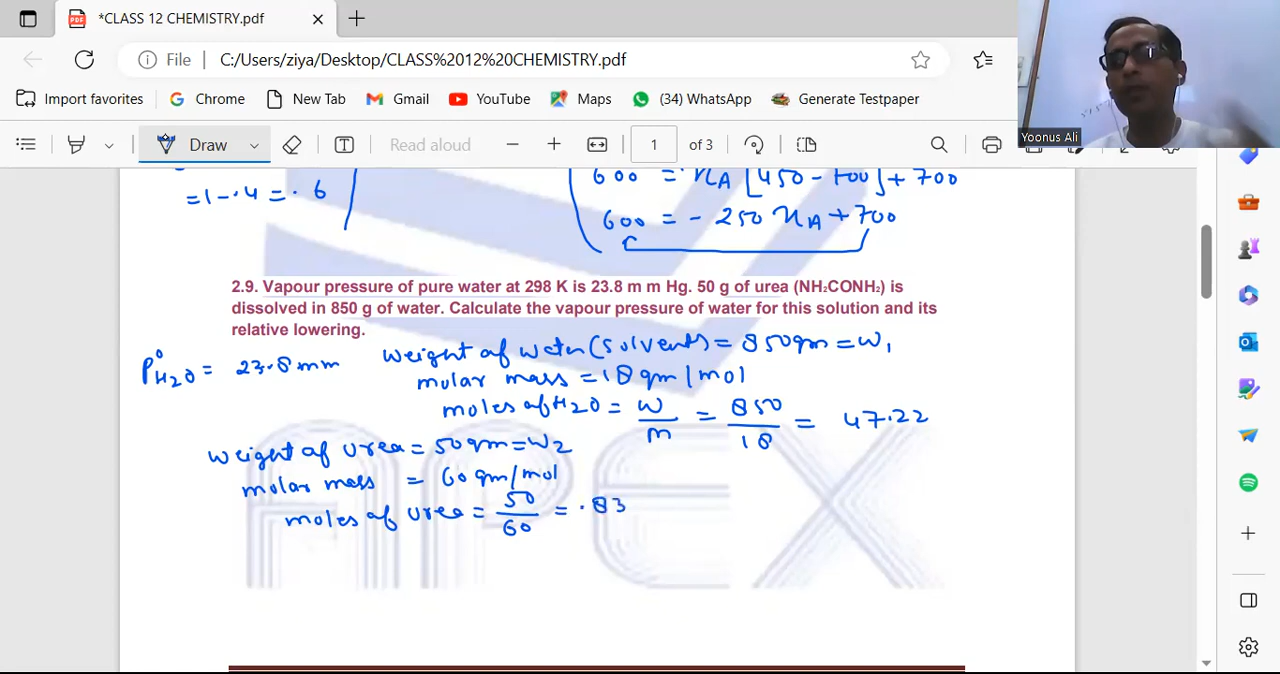 *CLASS 12 CHEMISTRY.pdf
File C:/Users/ziya/Desktop/CLASS%2012%20CHEMISTRY.pdf
Import favorites Chrome New Tab Gmail YouTube Maps (34) WhatsApp Generate Testpaper
Yoonus Ali
Draw Read aloud 1 of 3
= 1 - .4 = . 6
600 = xA [450 - 700] + 700
600 = - 250 xA + 700
2.9. Vapour pressure of pure water at 298 K is 23.8 m m Hg. 50 g of urea (NH₂CONH₂) is
dissolved in 850 g of water. Calculate the vapour pressure of water for this solution and its
relative lowering.
P°H2O = 23.8 mm
weight of water (solvents) = 850 gm = W1
molar mass = 18 gm / mol
moles of H2O = w/m = 850/18 = 47.22
weight of urea = 50 gm = W2
molar mass = 60 gm / mol
moles of urea = 50/60 = .83
APEX